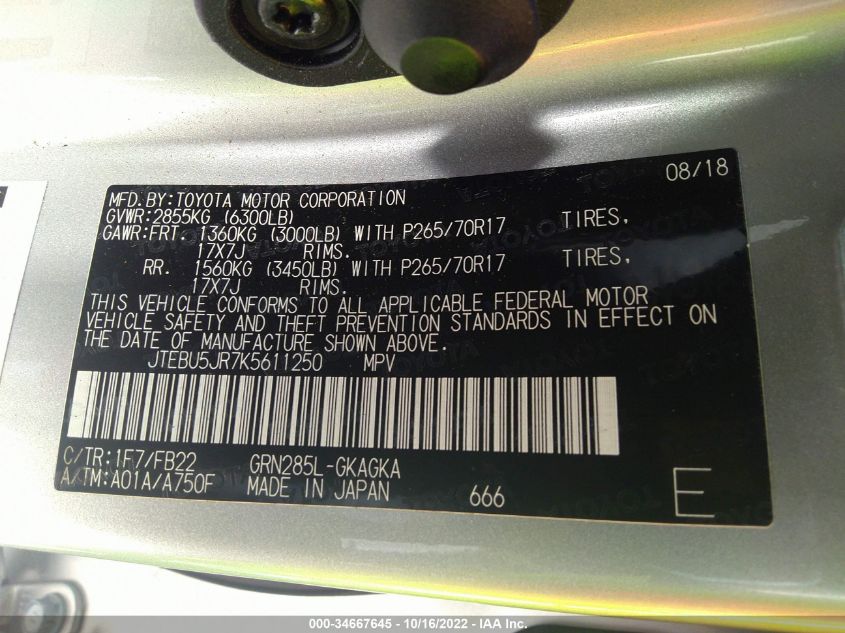 08/18
MFD.BY:TOYOTA MOTOR CORPORATION
GVWR:2855KG (6300LB)
GAWR:FRT. 1360KG (3000LB) WITH P265/70R17 TIRES,
17X7J RIMS.
RR. 1560KG (3450LB) WITH P265/70R17 TIRES,
17X7J RIMS.
THIS VEHICLE CONFORMS TO ALL APPLICABLE FEDERAL MOTOR
VEHICLE SAFETY AND THEFT PREVENTION STANDARDS IN EFFECT ON
THE DATE OF MANUFACTURE SHOWN ABOVE.
JTEBU5JR7K5611250 MPV
C/TR:1F7/FB22 GRN285L-GKAGKA
A/TM:A01A/A750F MADE IN JAPAN 666 E
000-34667645 - 10/16/2022 - IAA Inc.